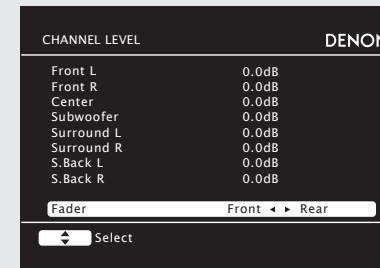 CHANNEL LEVEL DENON
Front L 0.0dB
Front R 0.0dB
Center 0.0dB
Subwoofer 0.0dB
Surround L 0.0dB
Surround R 0.0dB
S.Back L 0.0dB
S.Back R 0.0dB
Fader Front ◄ ► Rear
Select